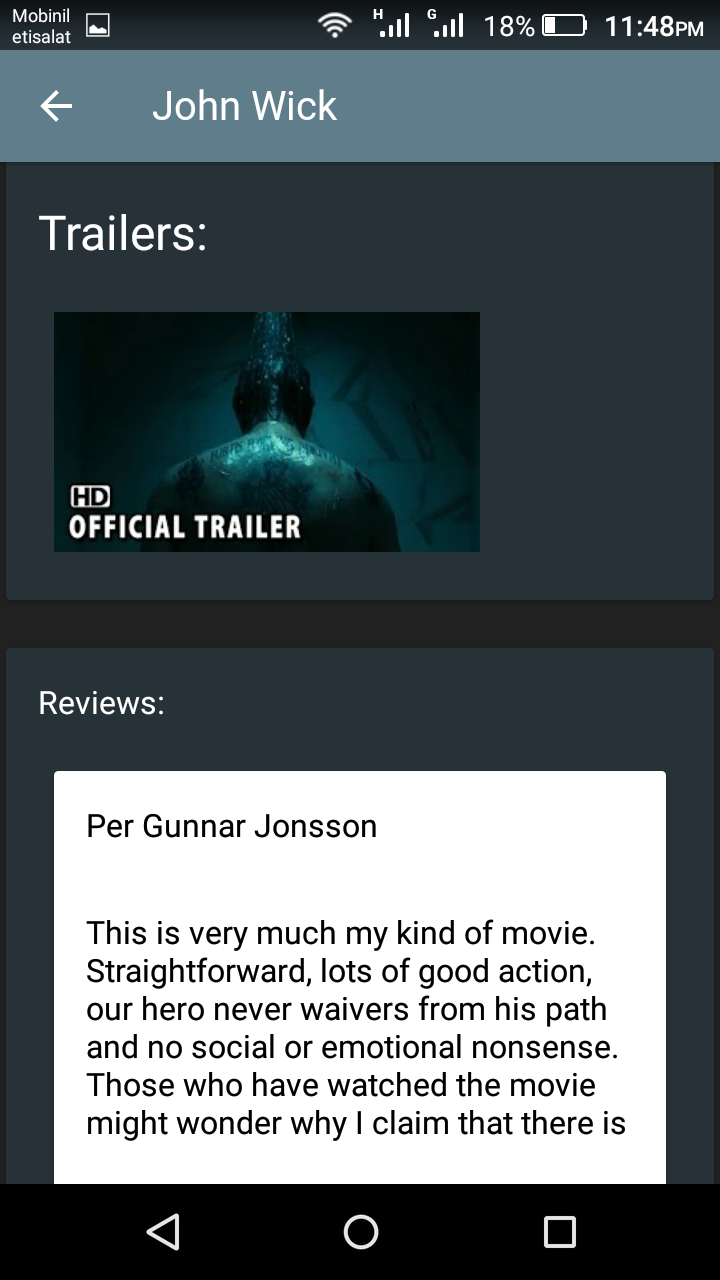 Mobinil
etisalat
H
G
18%
11:48PM
John Wick
Trailers:
HD
OFFICIAL TRAILER
Reviews:
Per Gunnar Jonsson
This is very much my kind of movie.
Straightforward, lots of good action,
our hero never waivers from his path
and no social or emotional nonsense.
Those who have watched the movie
might wonder why I claim that there is